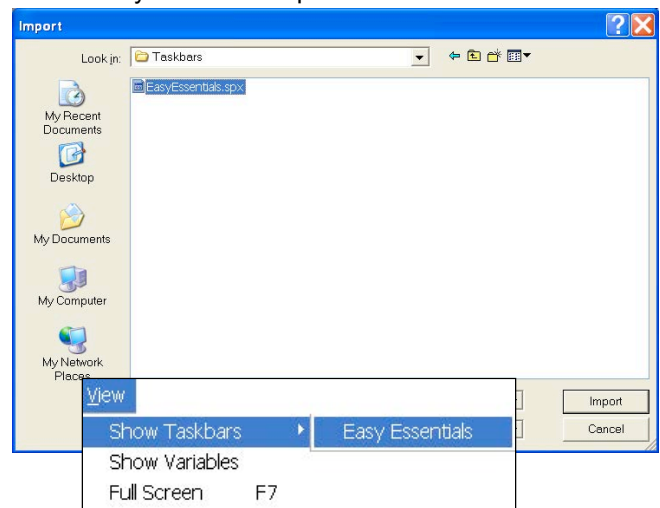 Import
Look in: Taskbars
EasyEssentials.spx
My Recent
Documents
Desktop
My Documents
My Computer
My Network
Places
Import
Cancel
View
Show Taskbars Easy Essentials
Show Variables
Full Screen F7